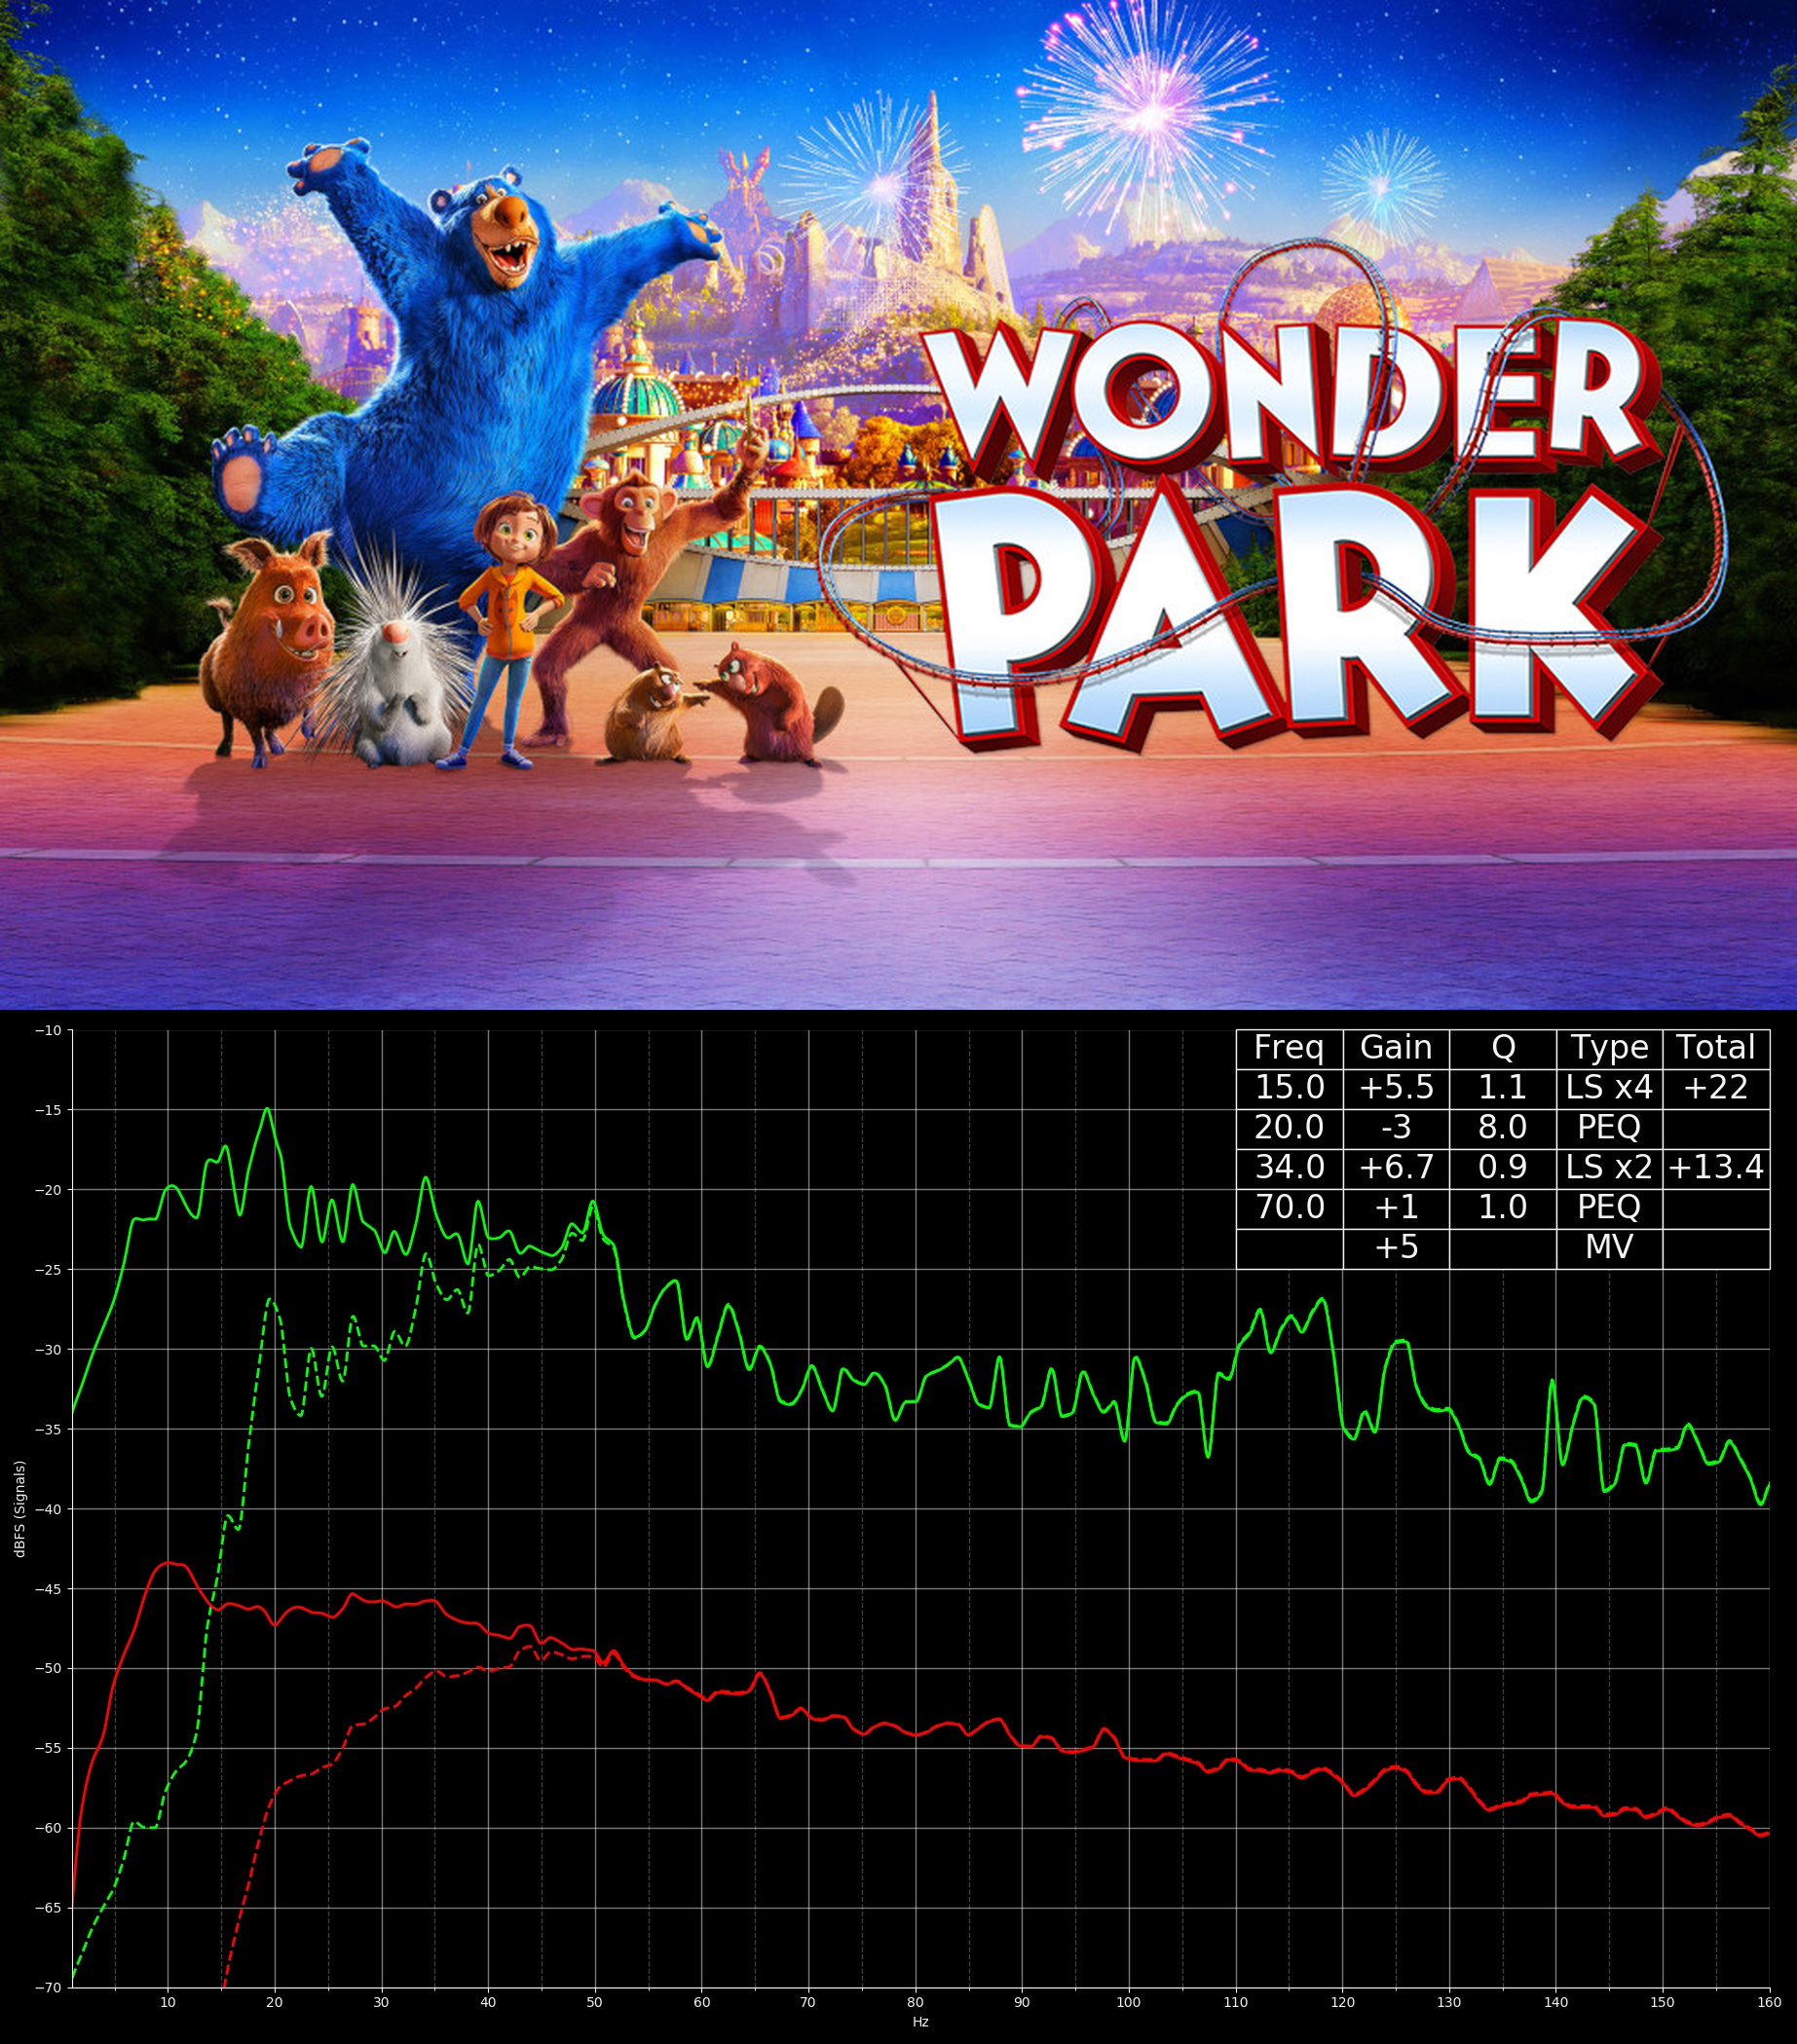 WONDER
PARK
Freq Gain Q Type Total
15.0 +5.5 1.1 LS x4 +22
20.0 -3 8.0 PEQ
34.0 +6.7 0.9 LS x2 +13.4
70.0 +1 1.0 PEQ
+5 MV
−10
−15
−20
−25
−30
−35
−40
−45
−50
−55
−60
−65
−70
dBFS (Signals)
10 20 30 40 50 60 70 80 90 100 110 120 130 140 150 160
Hz